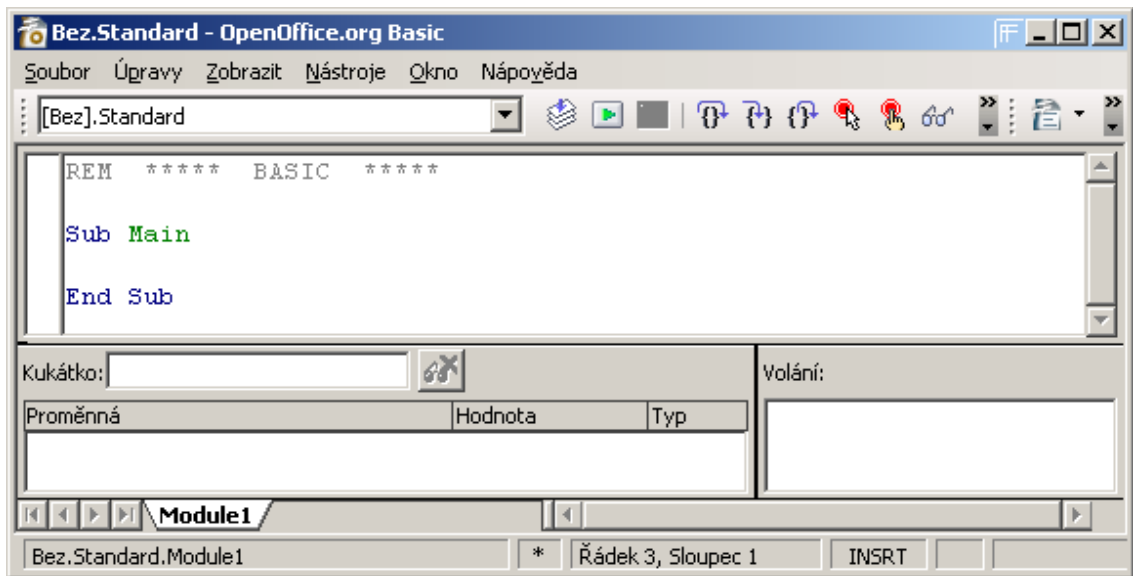 Bez.Standard - OpenOffice.org Basic
Soubor Úpravy Zobrazit Nástroje Okno Nápověda
[Bez].Standard
REM ***** BASIC *****
Sub Main
End Sub
Kukátko:
Volání:
Proměnná Hodnota Typ
Module1
Bez.Standard.Module1 * Řádek 3, Sloupec 1 INSRT